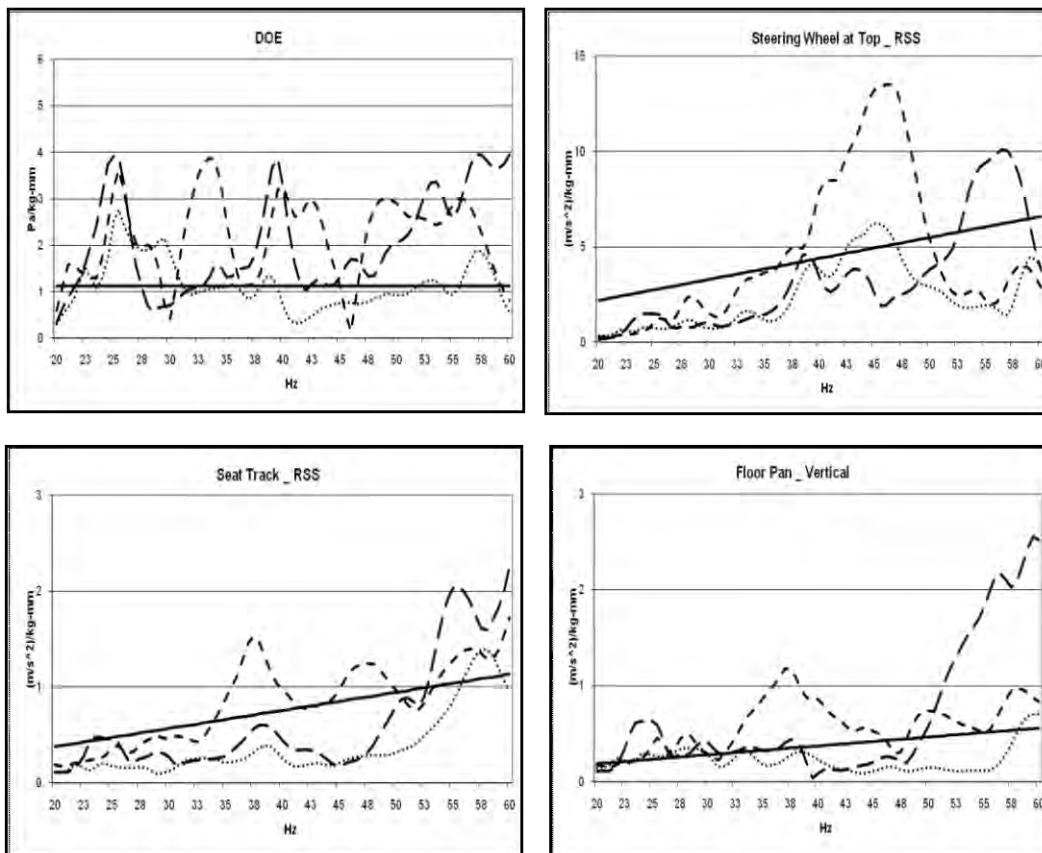 DOE
6
5
4
3
2
1
0
Pa/kg-mm
20 23 25 28 30 33 35 38 40 43 45 48 50 53 55 58 60
Hz
Steering Wheel at Top _ RSS
15
10
5
0
(m/s^2)/kg-mm
20 23 25 28 30 33 35 38 40 43 45 48 50 53 55 58 60
Hz
Seat Track _ RSS
3
2
1
0
(m/s^2)/kg-mm
20 23 25 28 30 33 35 38 40 43 45 48 50 53 55 58 60
Hz
Floor Pan _ Vertical
3
2
1
0
(m/s^2)/kg-mm
20 23 25 28 30 33 35 38 40 43 45 48 50 53 55 58 60
Hz